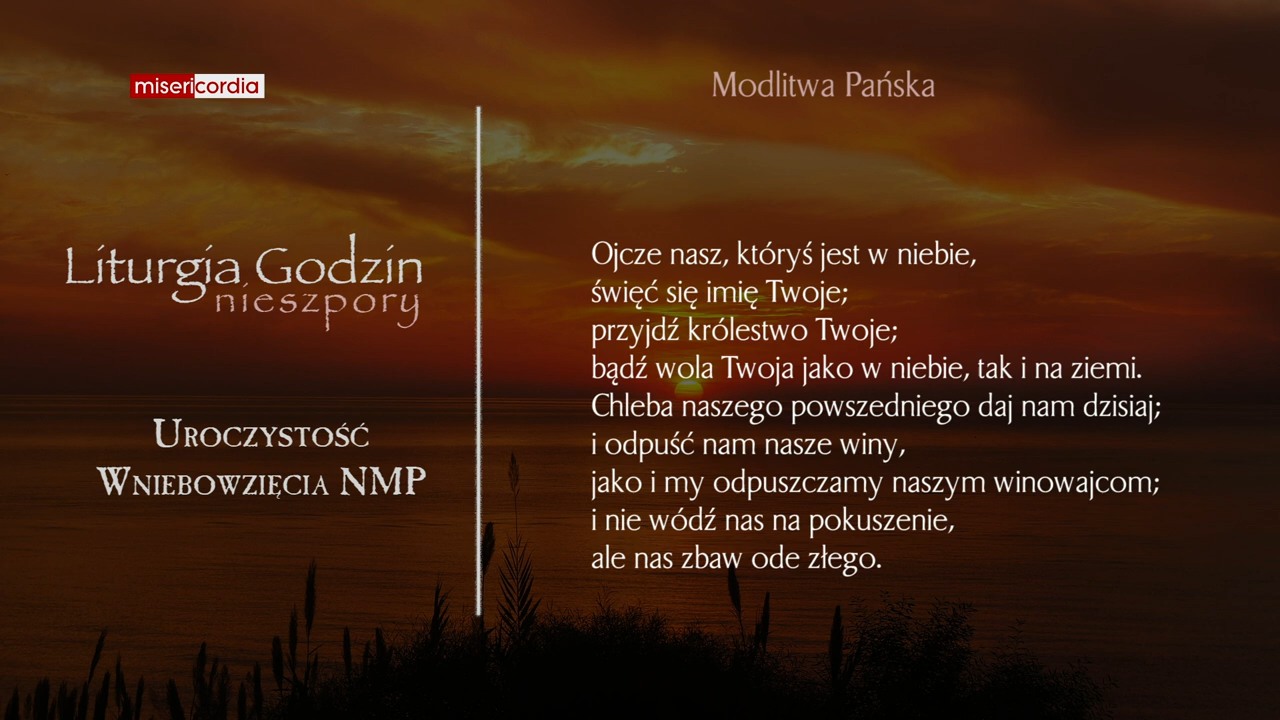 misericordia
Modlitwa Pańska
Liturgia Godzin
nieszpory
Uroczystość
Wniebowzięcia NMP
Ojcze nasz, któryś jest w niebie,
święć się imię Twoje;
przyjdź królestwo Twoje;
bądź wola Twoja jako w niebie, tak i na ziemi.
Chleba naszego powszedniego daj nam dzisiaj;
i odpuść nam nasze winy,
jako i my odpuszczamy naszym winowajcom;
i nie wódź nas na pokuszenie,
ale nas zbaw ode złego.